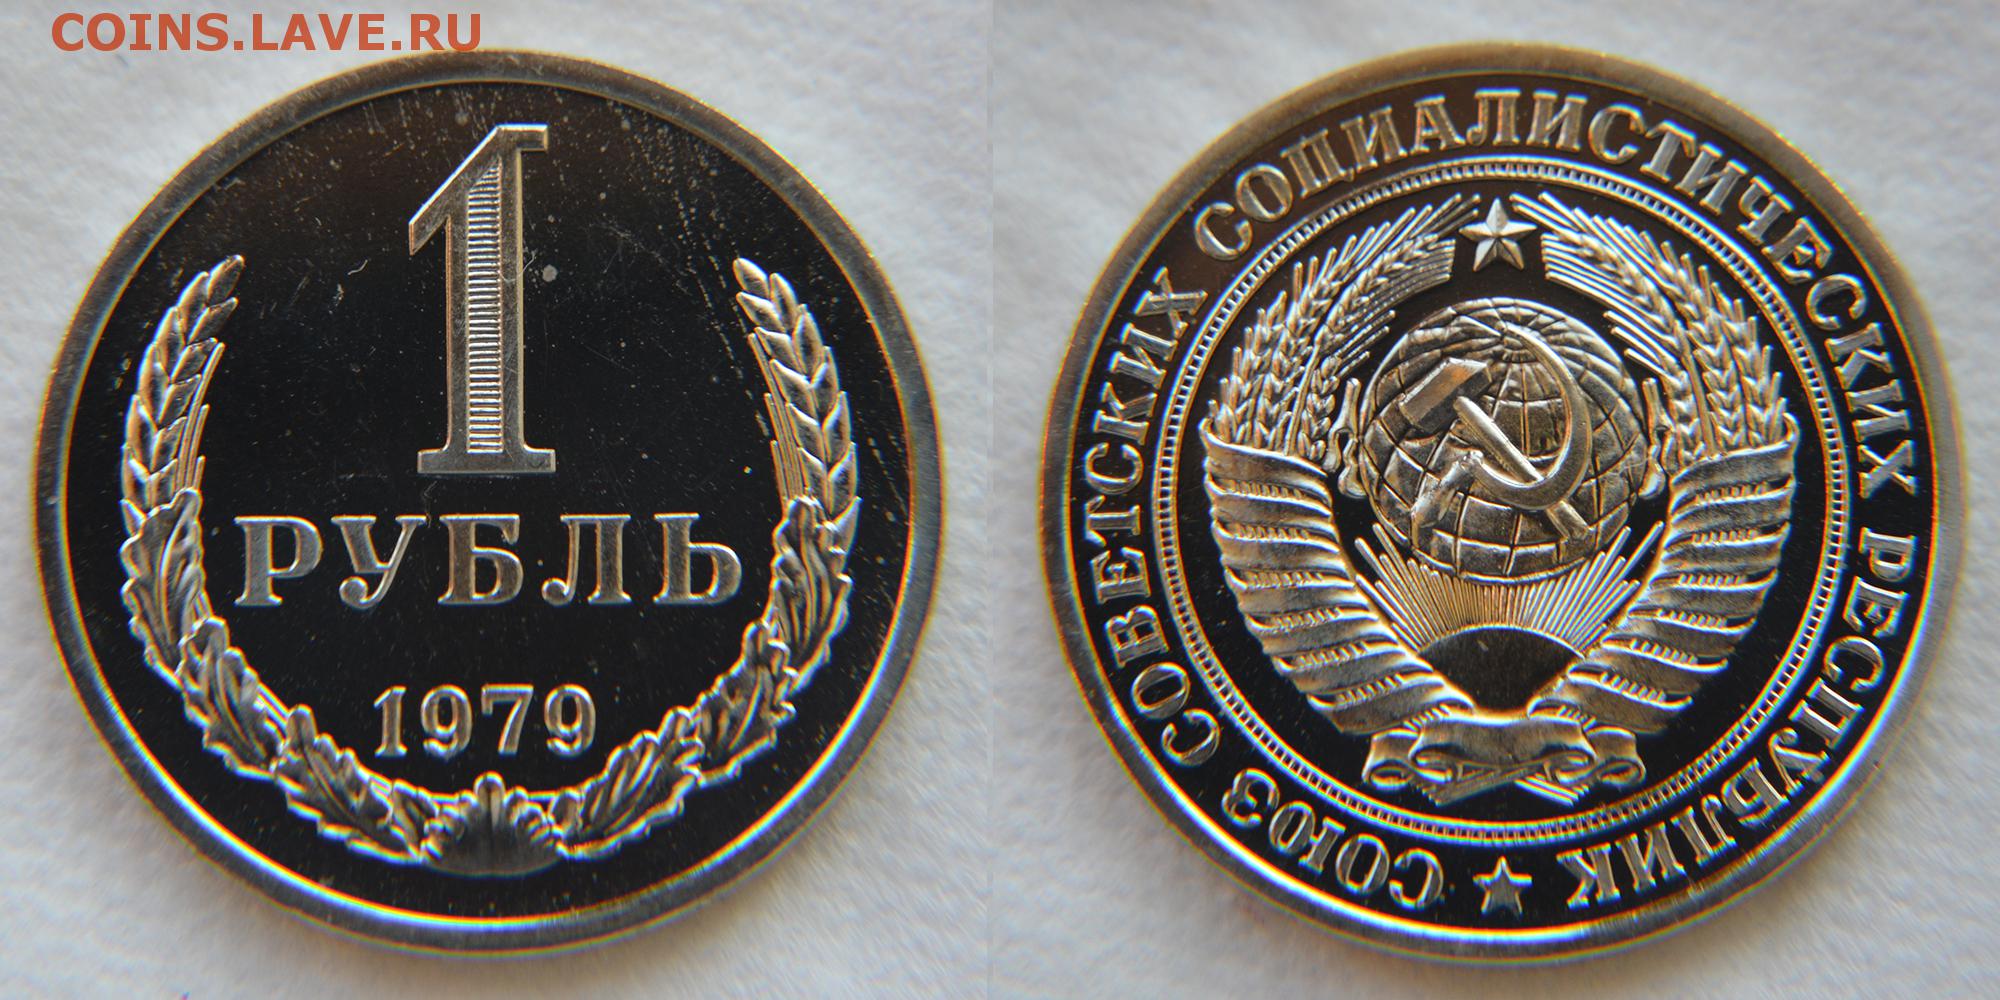 COINS.LAVE.RU
1
РУБЛЬ
1979
СОЮЗ СОВЕТСКИХ СОЦИАЛИСТИЧЕСКИХ РЕСПУБЛИК